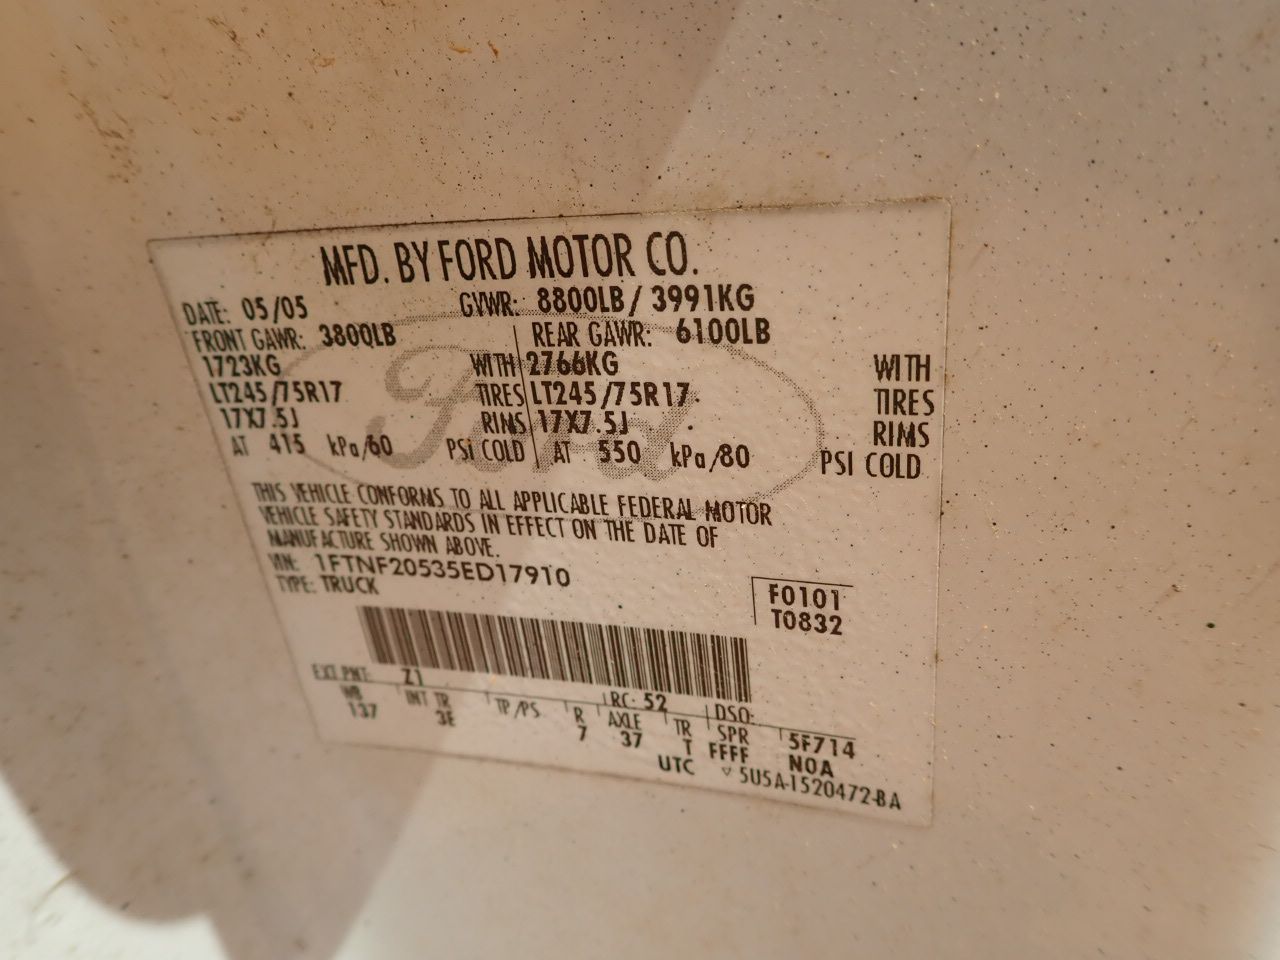 MFD. BY FORD MOTOR CO.
DATE: 05/05 GVWR: 8800LB / 3991KG
FRONT GAWR: 3800LB REAR GAWR: 6100LB
1723KG WITH 2766KG WITH
LT245/75R17 TIRES LT245/75R17 TIRES
17X7.5J RIMS 17X7.5J RIMS
AT 415 kPa/60 PSI COLD AT 550 kPa/80 PSI COLD
Ford
THIS VEHICLE CONFORMS TO ALL APPLICABLE FEDERAL MOTOR
VEHICLE SAFETY STANDARDS IN EFFECT ON THE DATE OF
MANUFACTURE SHOWN ABOVE.
VIN: 1FTNF20535ED17910
TYPE: TRUCK
F0101
T0832
EXT PNT: Z1 RC: 52 DSO:
WB INT TR TP/PS R AXLE TR SPR 5F714
137 3E 7 37 T FFFF N0A
UTC ▽ 5U5A-1520472-BA